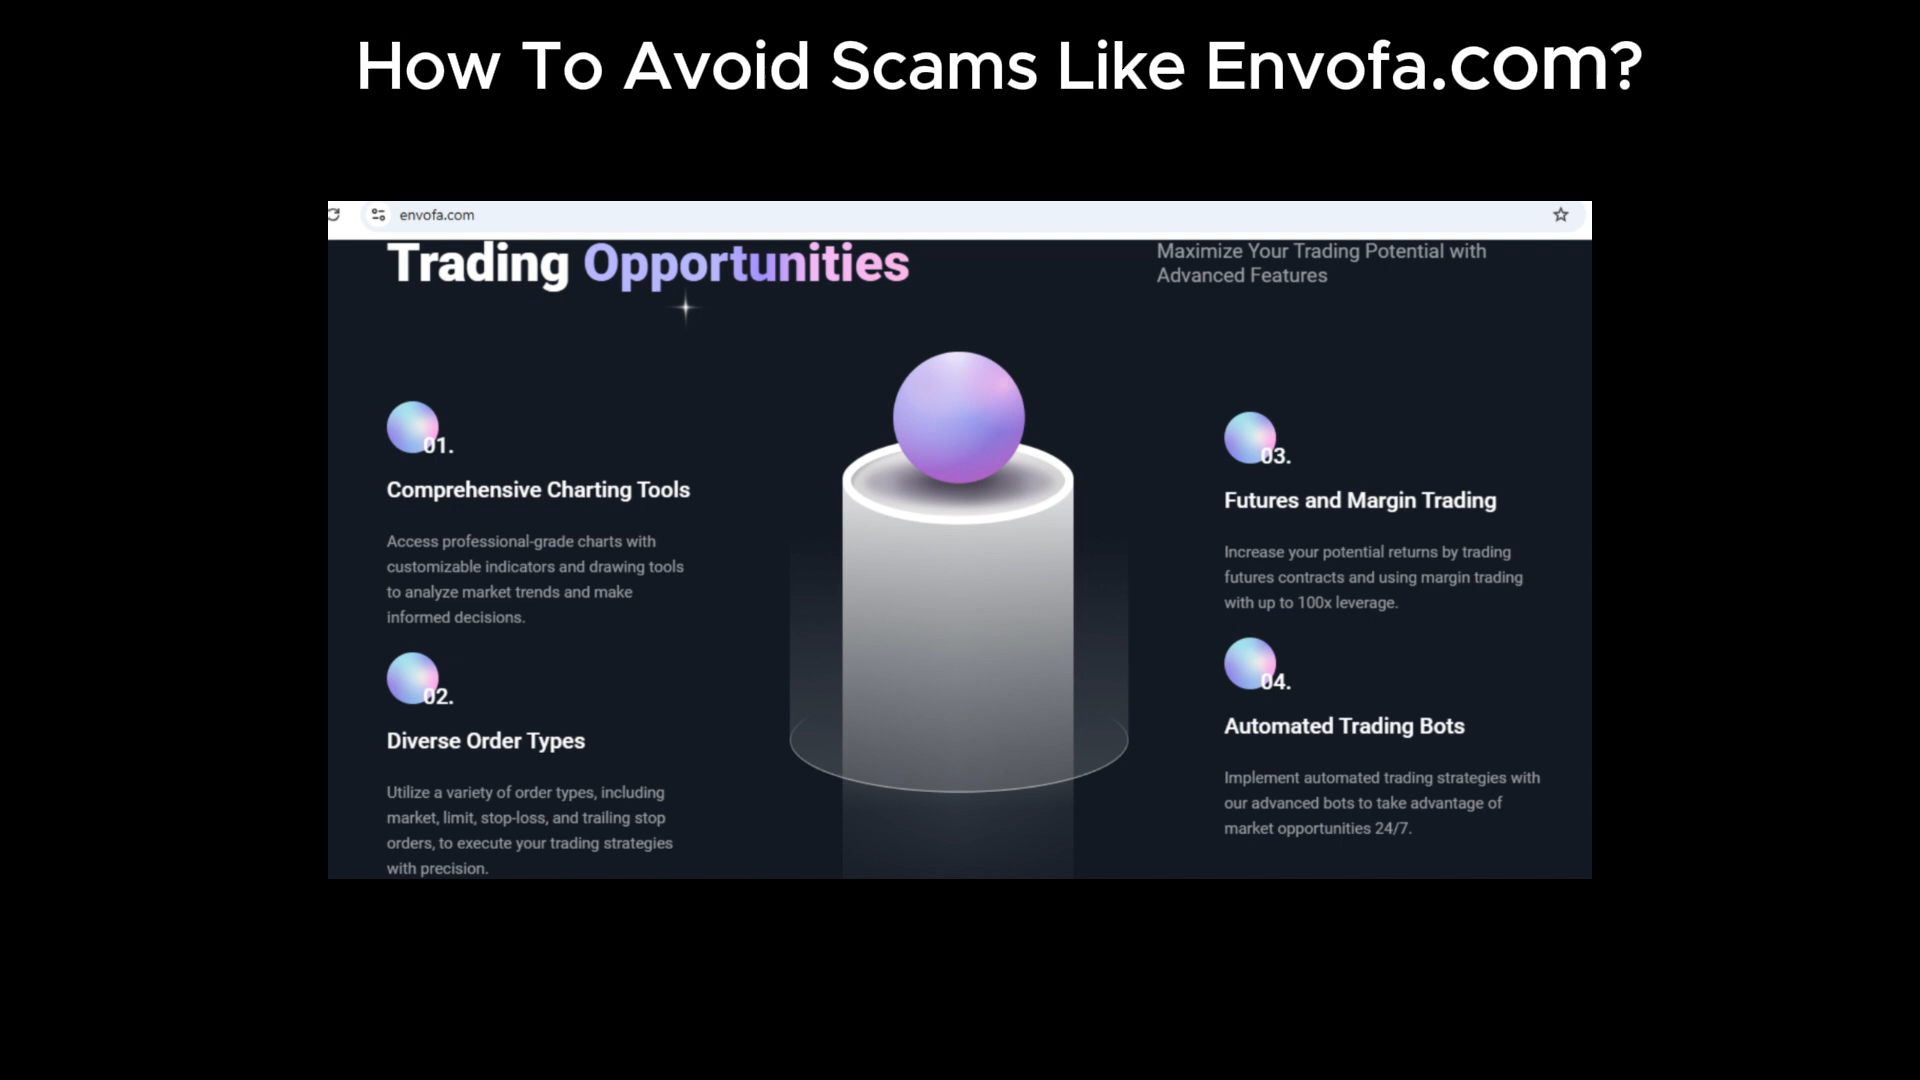 How To Avoid Scams Like Envofa.com?
envofa.com
Trading Opportunities
Maximize Your Trading Potential with
Advanced Features
01.
Comprehensive Charting Tools
Access professional-grade charts with
customizable indicators and drawing tools
to analyze market trends and make
informed decisions.
02.
Diverse Order Types
Utilize a variety of order types, including
market, limit, stop-loss, and trailing stop
orders, to execute your trading strategies
with precision.
03.
Futures and Margin Trading
Increase your potential returns by trading
futures contracts and using margin trading
with up to 100x leverage.
04.
Automated Trading Bots
Implement automated trading strategies with
our advanced bots to take advantage of
market opportunities 24/7.